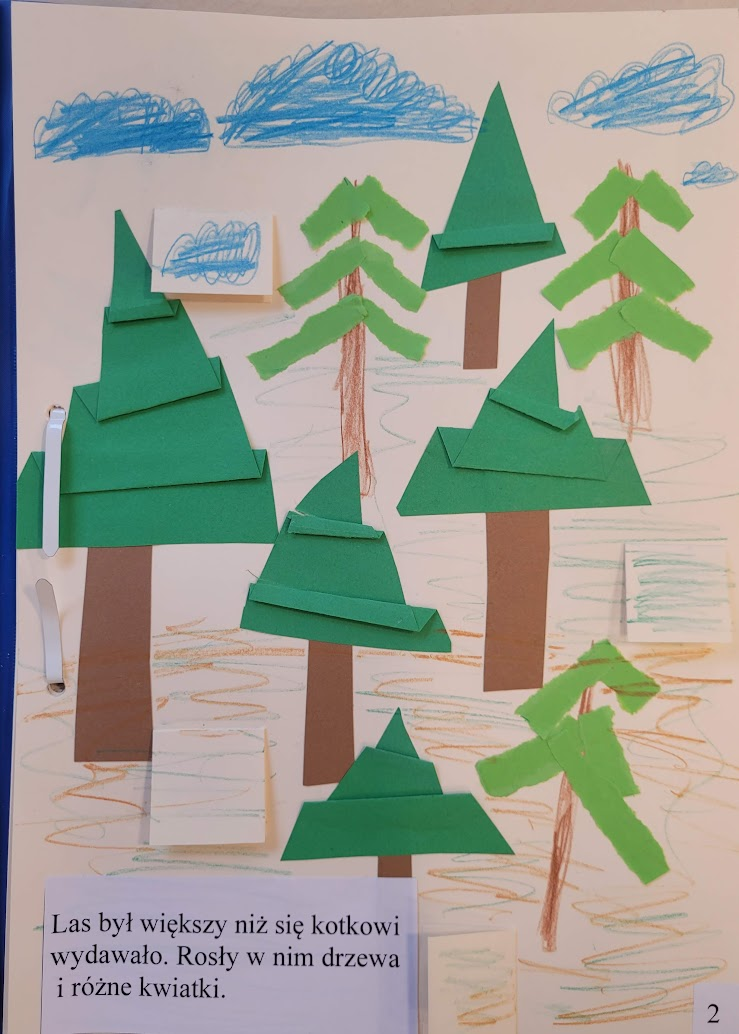 Las był większy niż się kotkowi
wydawało. Rosły w nim drzewa
i różne kwiatki.
2